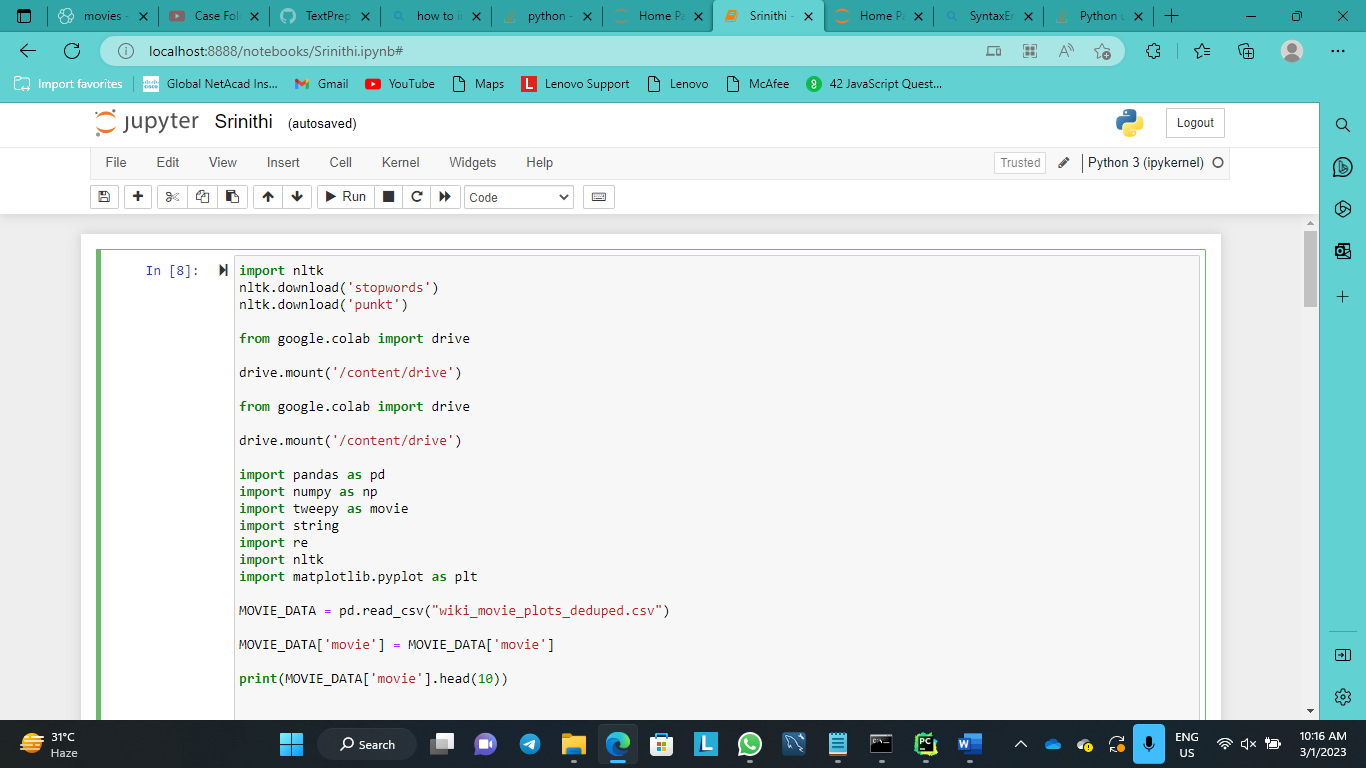 movies -
Case Fol
TextPrep
how to i
python -
Home Pa
Srinithi -
Home Pa
SyntaxEr
Python u
localhost:8888/notebooks/Srinithi.ipynb#
Import favorites
Global NetAcad Ins...
Gmail
YouTube
Maps
Lenovo Support
Lenovo
McAfee
42 JavaScript Quest...
jupyter Srinithi (autosaved)
Logout
File Edit View Insert Cell Kernel Widgets Help
Trusted
Python 3 (ipykernel)
Run
Code
In [8]:
import nltk
nltk.download('stopwords')
nltk.download('punkt')
from google.colab import drive
drive.mount('/content/drive')
from google.colab import drive
drive.mount('/content/drive')
import pandas as pd
import numpy as np
import tweepy as movie
import string
import re
import nltk
import matplotlib.pyplot as plt
MOVIE_DATA = pd.read_csv("wiki_movie_plots_deduped.csv")
MOVIE_DATA['movie'] = MOVIE_DATA['movie']
print(MOVIE_DATA['movie'].head(10))
31°C
Haze
Search
ENG
US
10:16 AM
3/1/2023